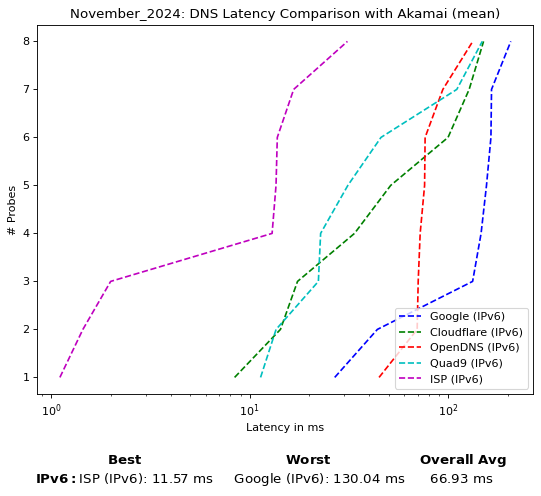 November_2024: DNS Latency Comparison with Akamai (mean)
# Probes
8
7
6
5
4
3
2
1
Google (IPv6)
Cloudflare (IPv6)
OpenDNS (IPv6)
Quad9 (IPv6)
ISP (IPv6)
10⁰ 10¹ 10²
Latency in ms
Best Worst Overall Avg
IPv6: ISP (IPv6): 11.57 ms Google (IPv6): 130.04 ms 66.93 ms